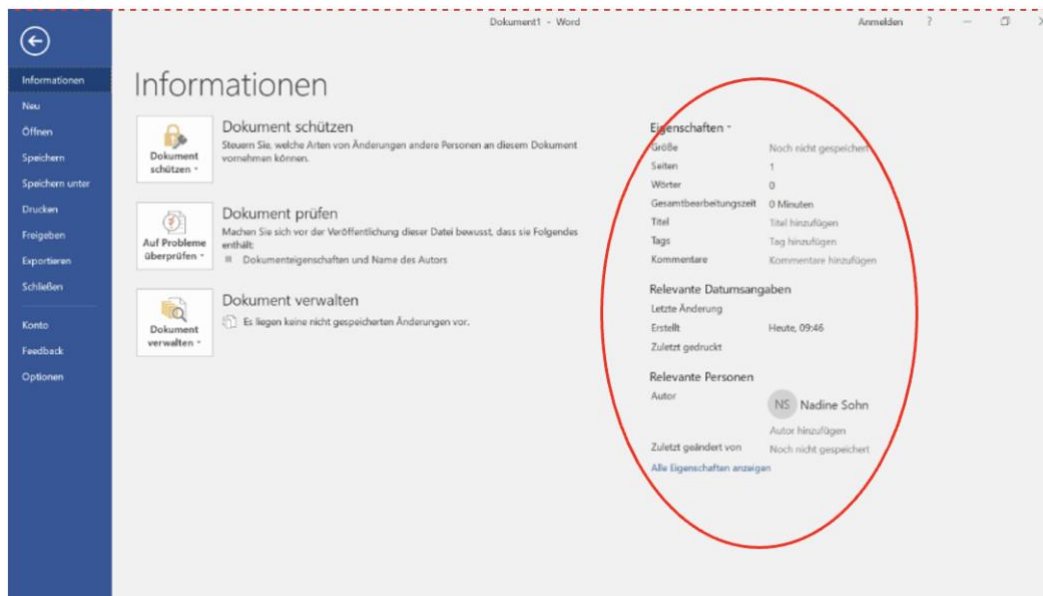 Dokument1 - Word
Anmelden ?
Informationen
Neu
Öffnen
Speichern
Speichern unter
Drucken
Freigeben
Exportieren
Schließen
Konto
Feedback
Optionen
Informationen
Dokument schützen
Dokument schützen
Steuern Sie, welche Arten von Änderungen andere Personen an diesem Dokument
vornehmen können.
Auf Probleme
überprüfen
Dokument prüfen
Machen Sie sich vor der Veröffentlichung dieser Datei bewusst, dass sie Folgendes
enthält:
Dokumenteigenschaften und Name des Autors
Dokument
verwalten
Dokument verwalten
Es liegen keine nicht gespeicherten Änderungen vor.
Eigenschaften
Größe Noch nicht gespeichert
Seiten 1
Wörter 0
Gesamtbearbeitungszeit 0 Minuten
Titel Titel hinzufügen
Tags Tag hinzufügen
Kommentare Kommentare hinzufügen
Relevante Datumsangaben
Letzte Änderung
Erstellt Heute, 09:46
Zuletzt gedruckt
Relevante Personen
Autor
NS Nadine Sohn
Autor hinzufügen
Zuletzt geändert von Noch nicht gespeichert
Alle Eigenschaften anzeigen